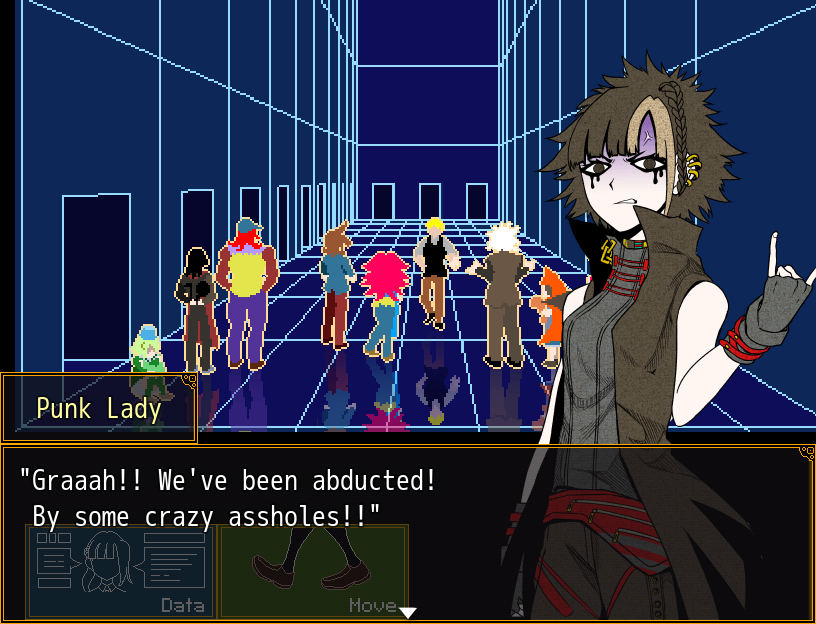 Punk Lady
"Graaah!! We've been abducted!
By some crazy assholes!!"
Data
Move